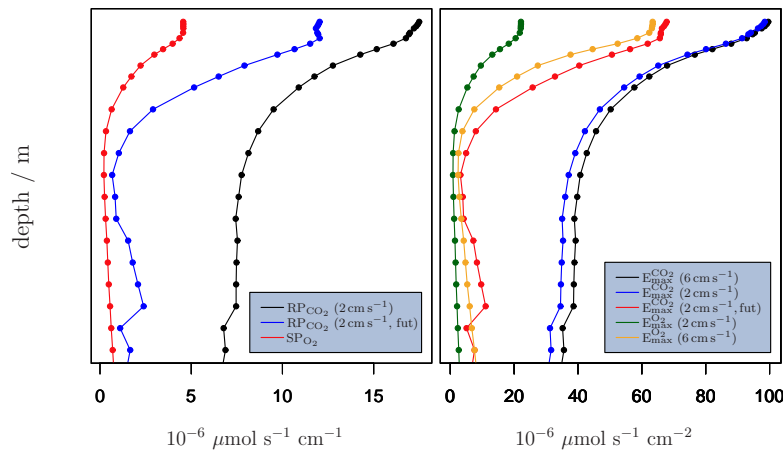 depth / m
RP_CO2 (2 cm s⁻¹)
RP_CO2 (2 cm s⁻¹, fut)
SP_O2
0 5 10 15
10⁻⁶ µmol s⁻¹ cm⁻¹
E_max^CO2 (6 cm s⁻¹)
E_max^CO2 (2 cm s⁻¹)
E_max^CO2 (2 cm s⁻¹, fut)
E_max^O2 (2 cm s⁻¹)
E_max^O2 (6 cm s⁻¹)
0 20 40 60 80 100
10⁻⁶ µmol s⁻¹ cm⁻²